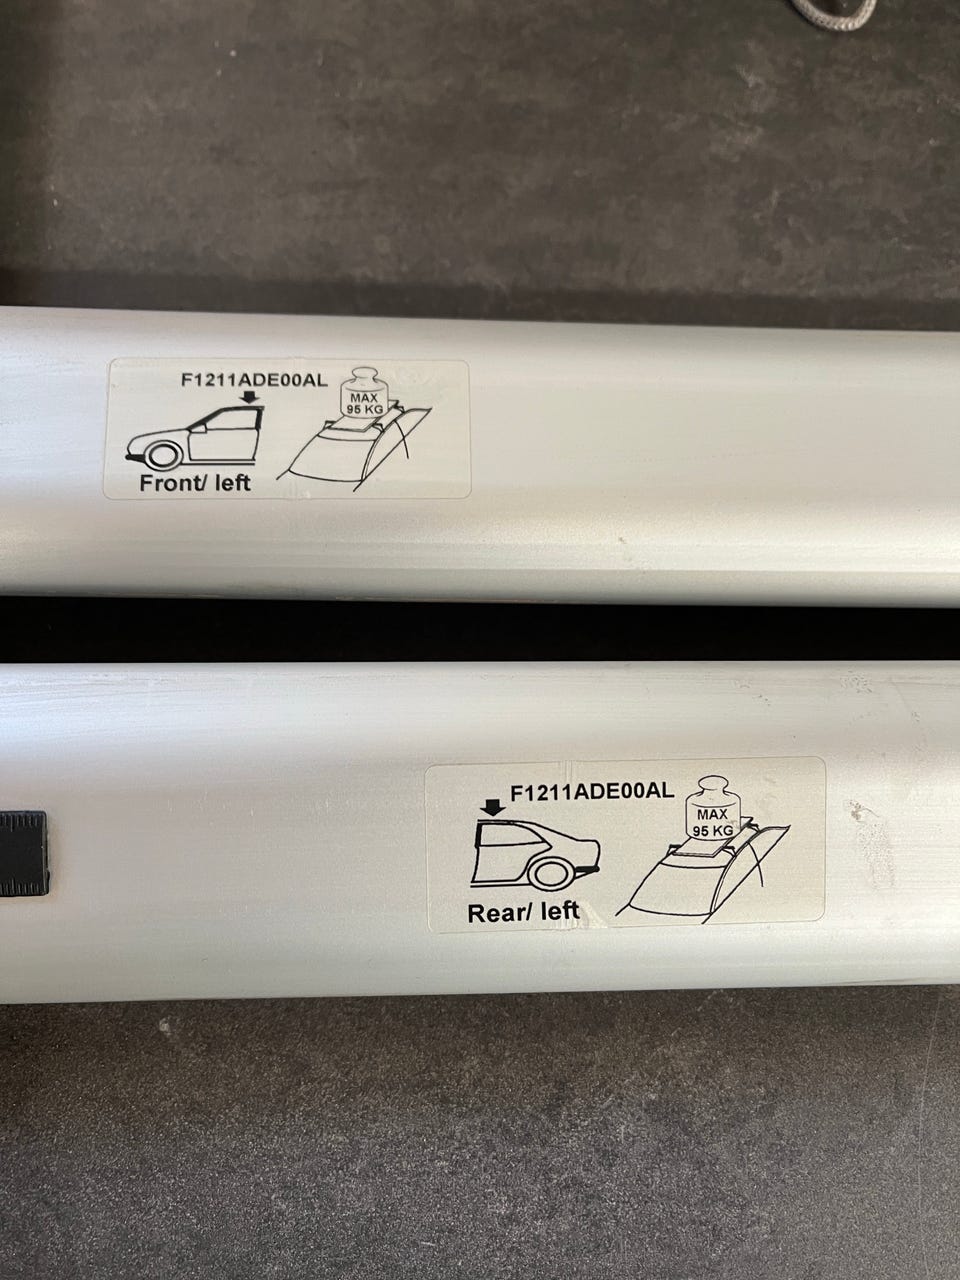 F1211ADE00AL
MAX
95 KG
Front/ left
F1211ADE00AL
MAX
95 KG
Rear/ left